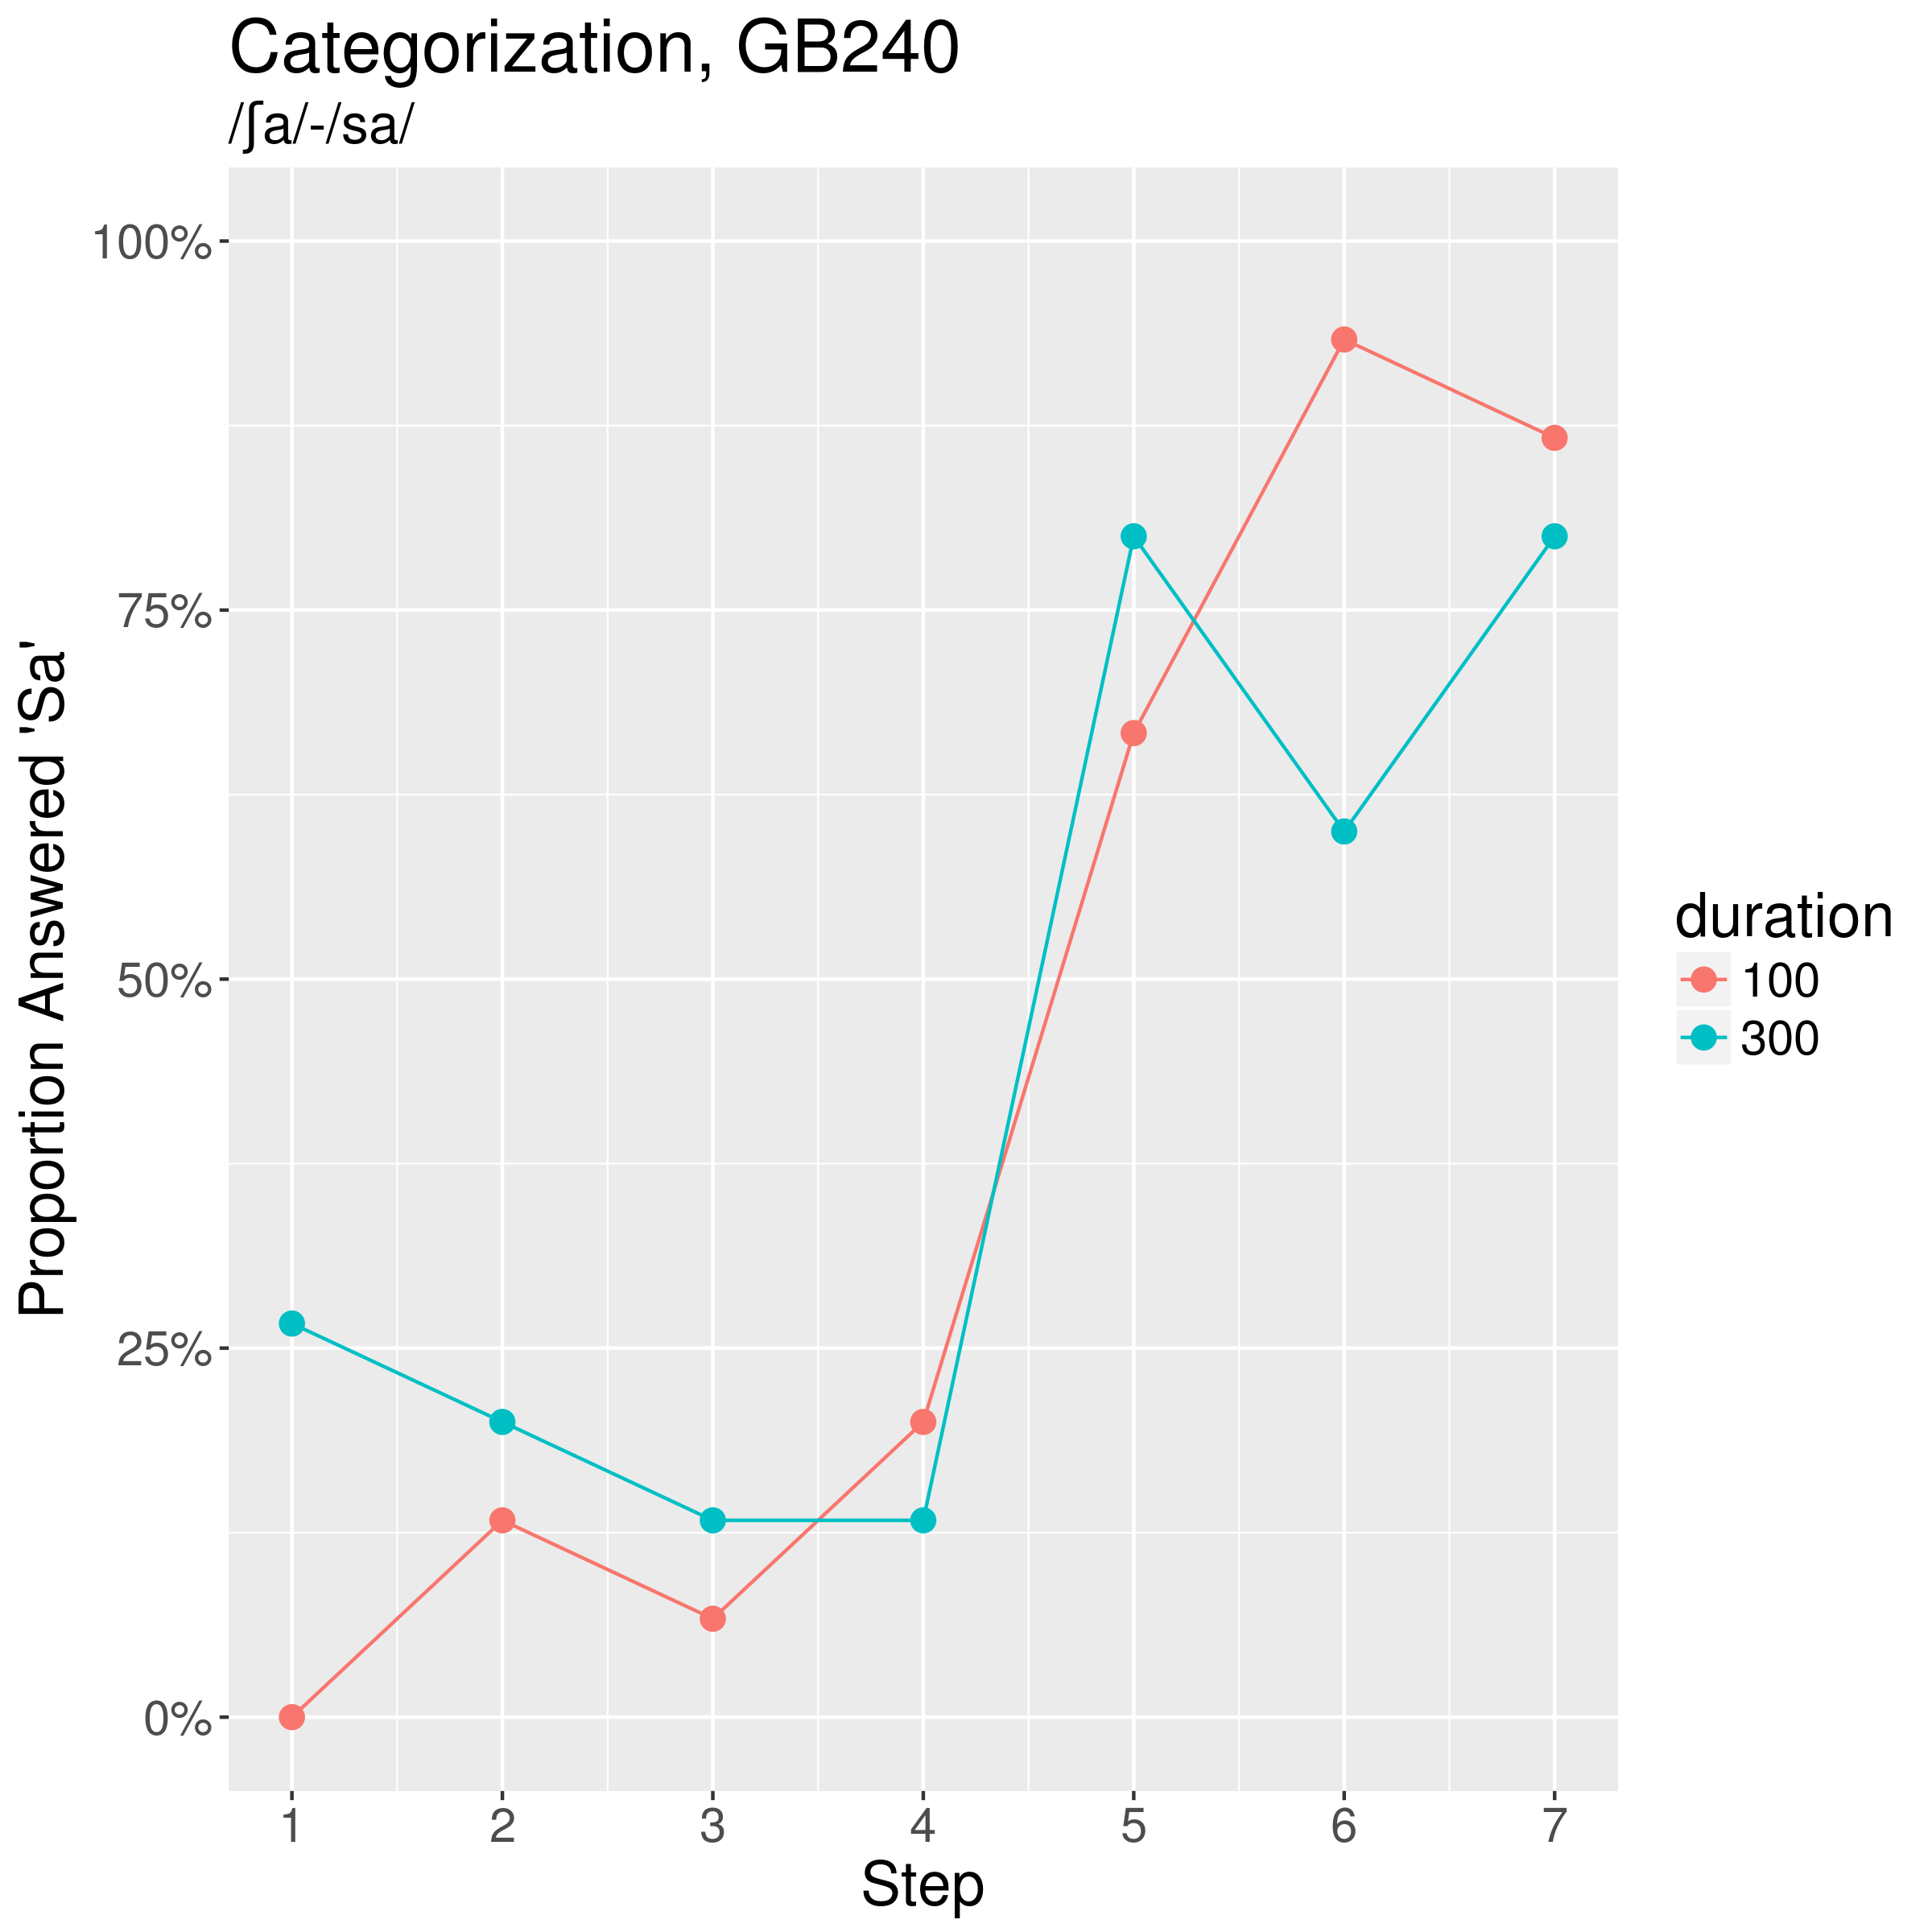 Categorization, GB240
/ʃa/-/sa/
100%
75%
50%
25%
0%
Proportion Answered 'Sa'
1 2 3 4 5 6 7
Step
duration
100
300